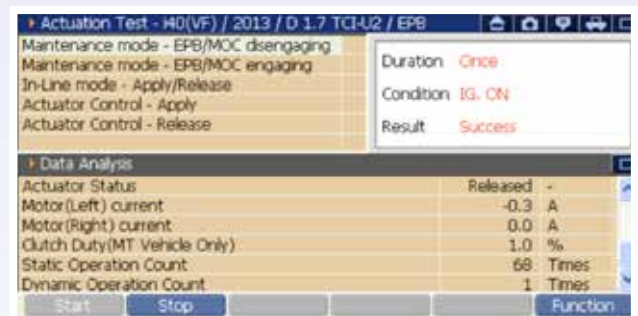 Actuation Test - i40(VF) / 2013 / D 1.7 TCI-U2 / EPB
Maintenance mode - EPB/MOC disengaging
Maintenance mode - EPB/MOC engaging
In-Line mode - Apply/Release
Actuator Control - Apply
Actuator Control - Release
Duration Once
Condition IG. ON
Result Success
Data Analysis
Actuator Status Released -
Motor(Left) current -0.3 A
Motor(Right) current 0.0 A
Clutch Duty(MT Vehicle Only) 1.0 %
Static Operation Count 68 Times
Dynamic Operation Count 1 Times
Start Stop Function